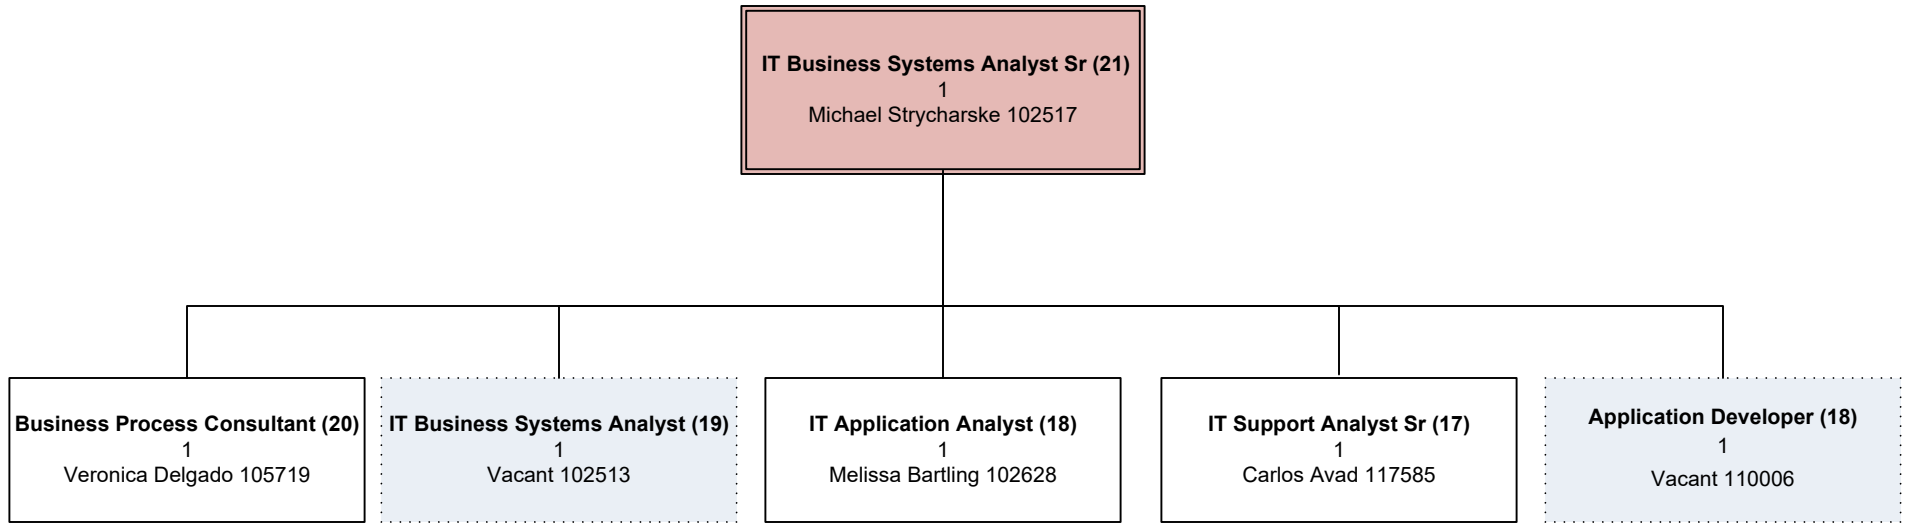 IT Business Systems Analyst Sr (21)
1
Michael Strycharske 102517
Business Process Consultant (20)
1
Veronica Delgado 105719
IT Business Systems Analyst (19)
1
Vacant 102513
IT Application Analyst (18)
1
Melissa Bartling 102628
IT Support Analyst Sr (17)
1
Carlos Avad 117585
Application Developer (18)
1
Vacant 110006